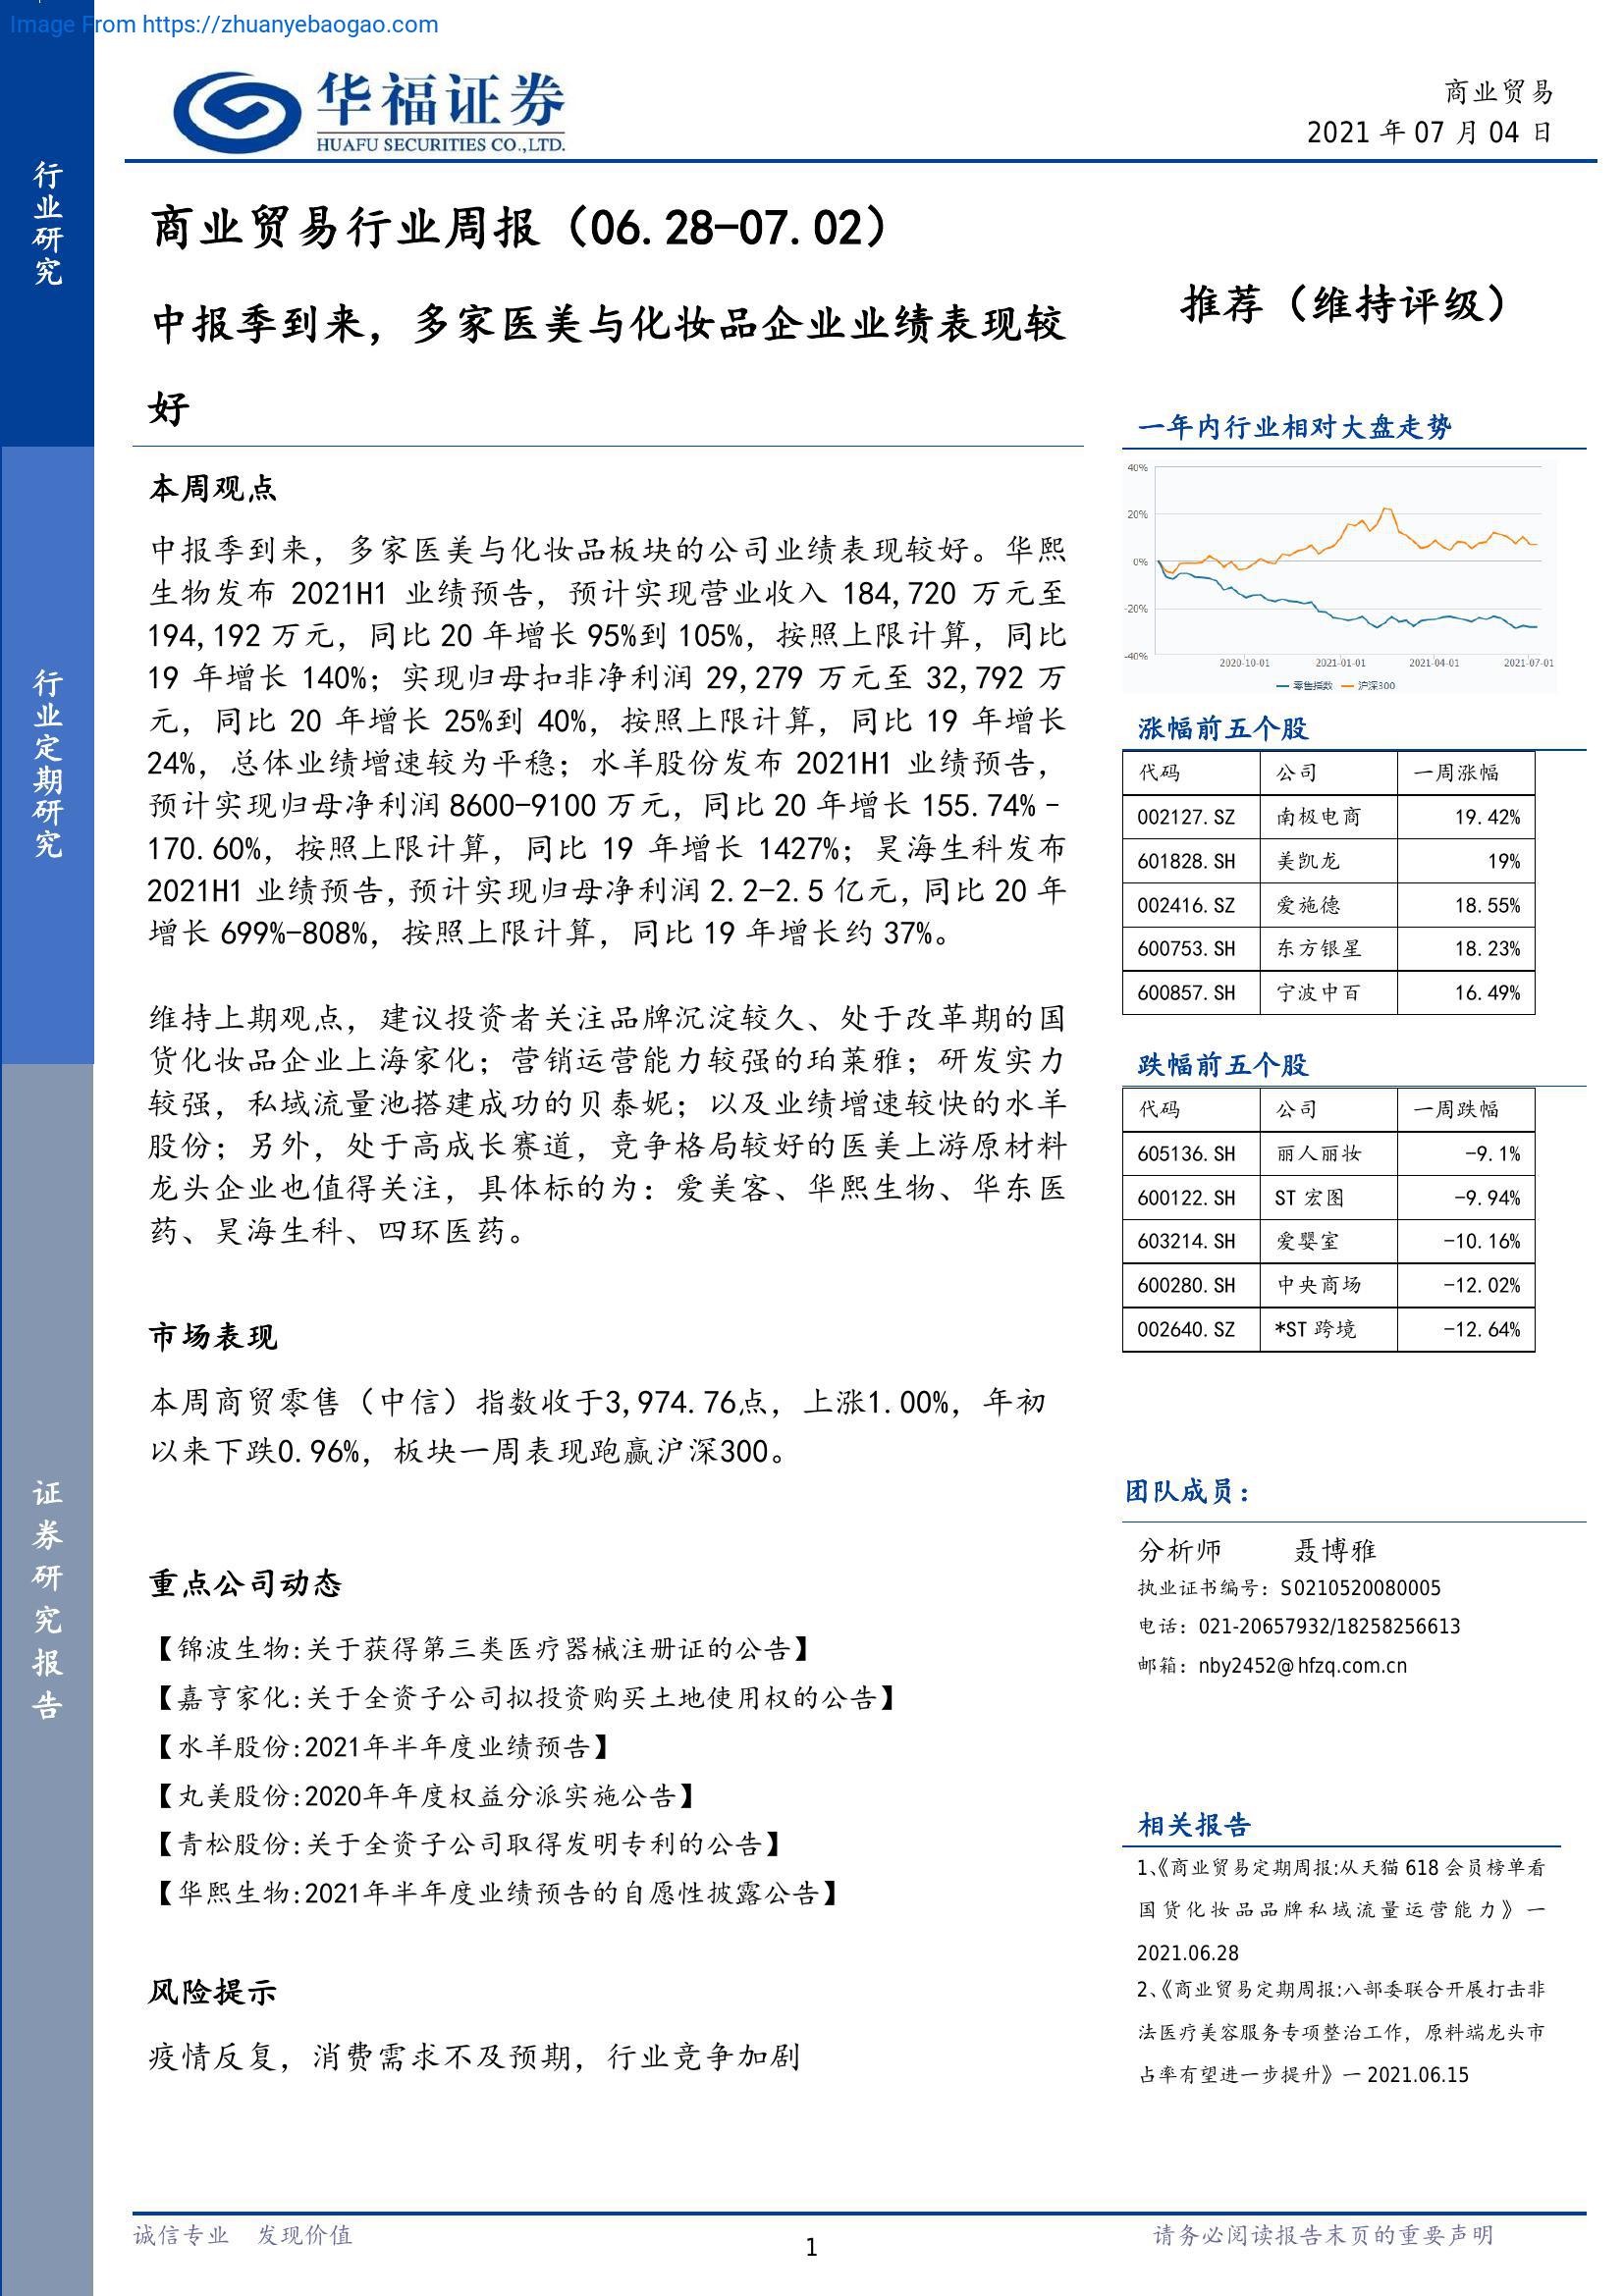 Image From https://zhuanyebaogao.com
华福证券
HUAFU SECURITIES CO.,LTD.
商业贸易
2021 年 07 月 04 日
行业研究
行业定期研究
证券研究报告
商业贸易行业周报（06.28-07.02）
中报季到来，多家医美与化妆品企业业绩表现较
好
推荐（维持评级）
本周观点
中报季到来，多家医美与化妆品板块的公司业绩表现较好。华熙
生物发布 2021H1 业绩预告，预计实现营业收入 184,720 万元至
194,192 万元，同比 20 年增长 95%到 105%，按照上限计算，同比
19 年增长 140%；实现归母扣非净利润 29,279 万元至 32,792 万
元，同比 20 年增长 25%到 40%，按照上限计算，同比 19 年增长
24%，总体业绩增速较为平稳；水羊股份发布 2021H1 业绩预告，
预计实现归母净利润 8600-9100 万元，同比 20 年增长 155.74%-
170.60%，按照上限计算，同比 19 年增长 1427%；昊海生科发布
2021H1 业绩预告，预计实现归母净利润 2.2-2.5 亿元，同比 20 年
增长 699%-808%，按照上限计算，同比 19 年增长约 37%。
维持上期观点，建议投资者关注品牌沉淀较久、处于改革期的国
货化妆品企业上海家化；营销运营能力较强的珀莱雅；研发实力
较强，私域流量池搭建成功的贝泰妮；以及业绩增速较快的水羊
股份；另外，处于高成长赛道，竞争格局较好的医美上游原材料
龙头企业也值得关注，具体标的为：爱美客、华熙生物、华东医
药、昊海生科、四环医药。
市场表现
本周商贸零售（中信）指数收于3,974.76点，上涨1.00%，年初
以来下跌0.96%，板块一周表现跑赢沪深300。
重点公司动态
【锦波生物:关于获得第三类医疗器械注册证的公告】
【嘉亨家化:关于全资子公司拟投资购买土地使用权的公告】
【水羊股份:2021年半年度业绩预告】
【丸美股份:2020年年度权益分派实施公告】
【青松股份:关于全资子公司取得发明专利的公告】
【华熙生物:2021年半年度业绩预告的自愿性披露公告】
风险提示
疫情反复，消费需求不及预期，行业竞争加剧
一年内行业相对大盘走势
40%
20%
0%
-20%
-40%
2020-10-01 2021-01-01 2021-04-01 2021-07-01
零售指数 沪深300
涨幅前五个股
代码 公司 一周涨幅
002127.SZ 南极电商 19.42%
601828.SH 美凯龙 19%
002416.SZ 爱施德 18.55%
600753.SH 东方银星 18.23%
600857.SH 宁波中百 16.49%
跌幅前五个股
代码 公司 一周跌幅
605136.SH 丽人丽妆 -9.1%
600122.SH ST 宏图 -9.94%
603214.SH 爱婴室 -10.16%
600280.SH 中央商场 -12.02%
002640.SZ *ST 跨境 -12.64%
团队成员：
分析师 聂博雅
执业证书编号：S0210520080005
电话：021-20657932/18258256613
邮箱：nby2452@hfzq.com.cn
相关报告
1、《商业贸易定期周报:从天猫 618 会员榜单看
国货化妆品品牌私域流量运营能力》一
2021.06.28
2、《商业贸易定期周报:八部委联合开展打击非
法医疗美容服务专项整治工作，原料端龙头市
占率有望进一步提升》一 2021.06.15
诚信专业 发现价值
1
请务必阅读报告末页的重要声明